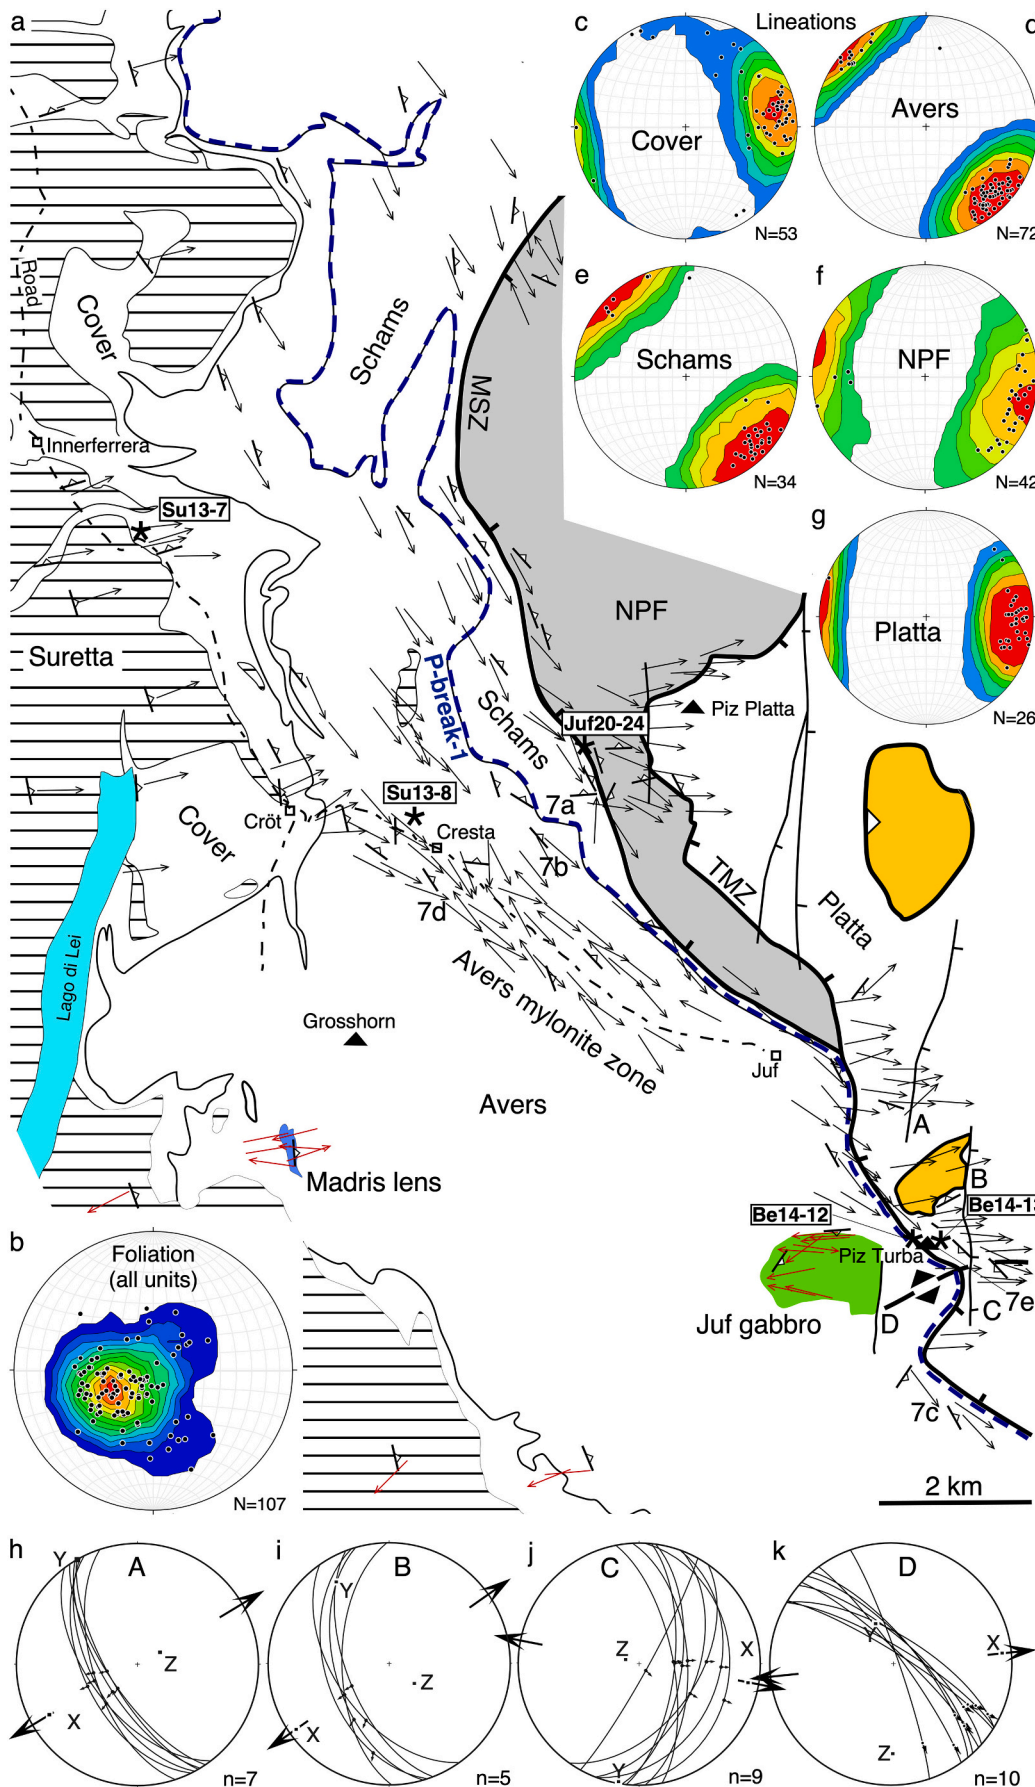 a
c
Lineations
d
Cover
N=53
Avers
N=72
e
Schams
N=34
f
NPF
N=42
g
Platta
N=26
Road
Cover
Schams
MSZ
Innerferrera
Su13-7
NPF
Suretta
P-break-1
Schams
Juf20-24
Piz Platta
Su13-8
7a
Cröt
Cresta
Cover
7b
7d
TMZ
Platta
Lago di Lei
Avers mylonite zone
Grosshorn
Juf
Avers
A
Madris lens
B
Be14-12
Be14-13
Piz Turba
7e
Juf gabbro
D
C
7c
2 km
b
Foliation
(all units)
N=107
h
A
Y
Z
X
n=7
i
B
Y
Z
X
n=5
j
C
Z
X
Y
n=9
k
D
Y
X
Z
n=10